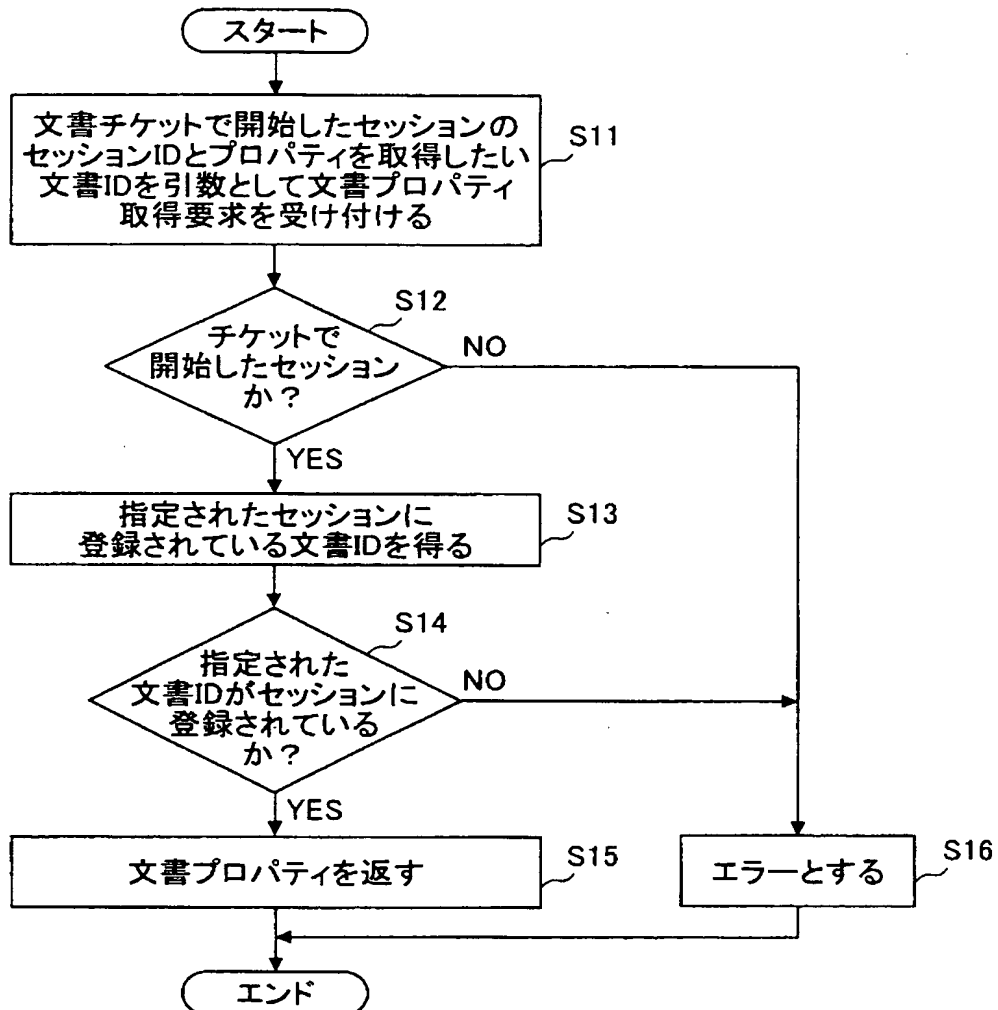 スタート
文書チケットで開始したセッションの
セッションIDとプロパティを取得したい
文書IDを引数として文書プロパティ
取得要求を受け付ける
S11
S12
チケットで
開始したセッション
か？
NO
YES
指定されたセッションに
登録されている文書IDを得る
S13
S14
指定された
文書IDがセッションに
登録されている
か？
NO
YES
文書プロパティを返す
S15
エラーとする
S16
エンド